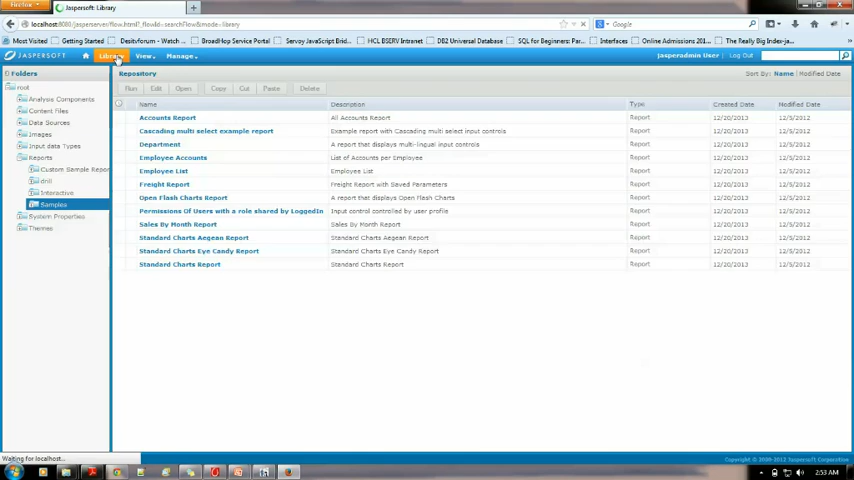 Firefox
Jaspersoft: Library
localhost:8080/jasperserver/flow.html?_flowId=searchFlow&mode=library
Google
Most Visited Getting Started Desitvforum - Watch ... BroadHop Service Portal Servoy JavaScript Bind... HCL BSERV Intranet DB2 Universal Database SQL for Beginners: Par... Interfaces Online Admissions 201... The Really Big Index-ja...
JASPERSOFT Library View Manage Jasperadmin User Log Out
Folders Repository Sort By: Name Modified Date
root
Run Edit Open Copy Cut Paste Delete
Analysis Components
Content Files
Data Sources
Images
Input data Types
Reports
Custom Sample Repor
drill
Interactive
Samples
System Properties
Themes
Name Description Type Created Date Modified Date
Accounts Report All Accounts Report Report 12/20/2013 12/5/2012
Cascading multi select example report Example report with Cascading multi select input controls Report 12/20/2013 12/5/2012
Department A report that displays multi-lingual input controls Report 12/20/2013 12/5/2012
Employee Accounts List of Accounts per Employee Report 12/20/2013 12/5/2012
Employee List Employee List Report 12/20/2013 12/5/2012
Freight Report Freight Report with Saved Parameters Report 12/20/2013 12/5/2012
Open Flash Charts Report A report that displays Open Flash Charts Report 12/20/2013 12/5/2012
Permissions Of Users with a role shared by LoggedIn Input control controlled by user profile Report 12/20/2013 12/5/2012
Sales By Month Report Sales By Month Report Report 12/20/2013 12/5/2012
Standard Charts Aegean Report Standard Charts Aegean Report Report 12/20/2013 12/5/2012
Standard Charts Eye Candy Report Standard Charts Eye Candy Report Report 12/20/2013 12/5/2012
Standard Charts Report Standard Charts Report Report 12/20/2013 12/5/2012
Waiting for localhost...
Copyright © 2000-2012 Jaspersoft Corporation
2:53 AM